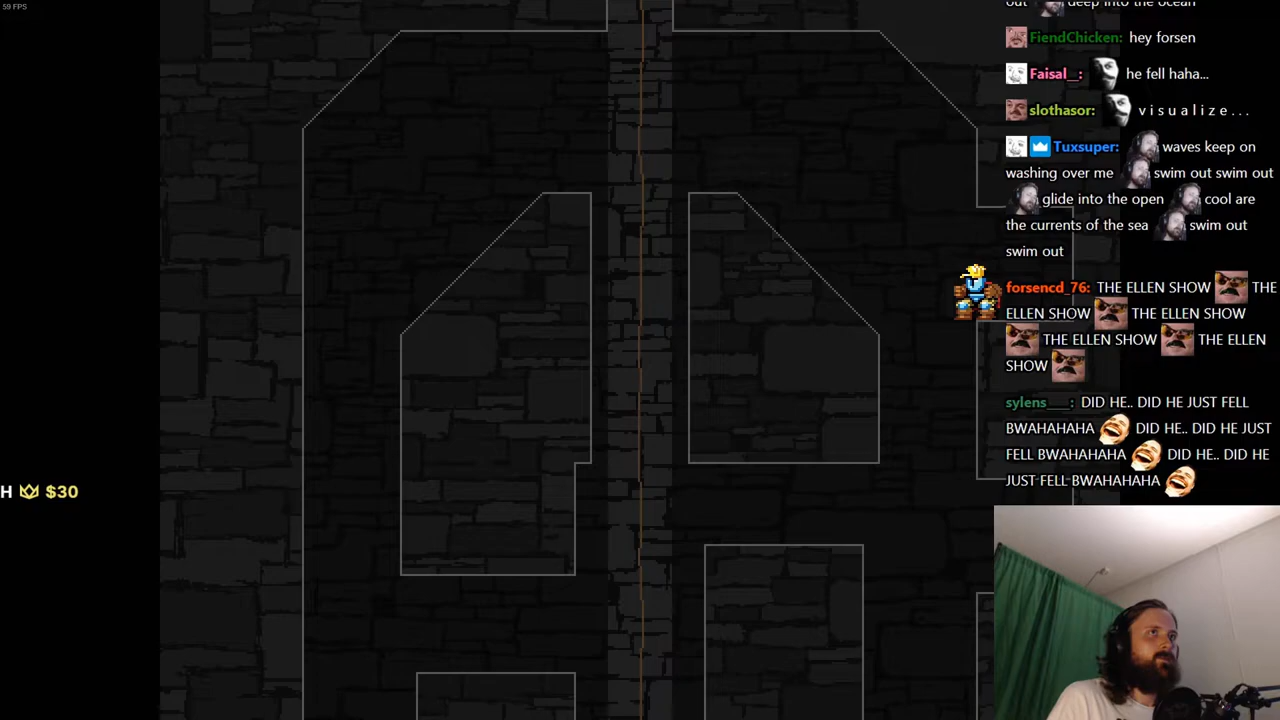 59 FPS
out deep into the ocean
FiendChicken: hey forsen
Faisal__: he fell haha...
slothasor: v i s u a l i z e . . .
Tuxsuper: waves keep on
washing over me swim out swim out
glide into the open cool are
the currents of the sea swim out
swim out
forsencd_76: THE ELLEN SHOW THE
ELLEN SHOW THE ELLEN SHOW
THE ELLEN SHOW THE ELLEN
SHOW
sylens___: DID HE.. DID HE JUST FELL
BWAHAHAHA DID HE.. DID HE JUST
FELL BWAHAHAHA DID HE.. DID HE
JUST FELL BWAHAHAHA
H $30